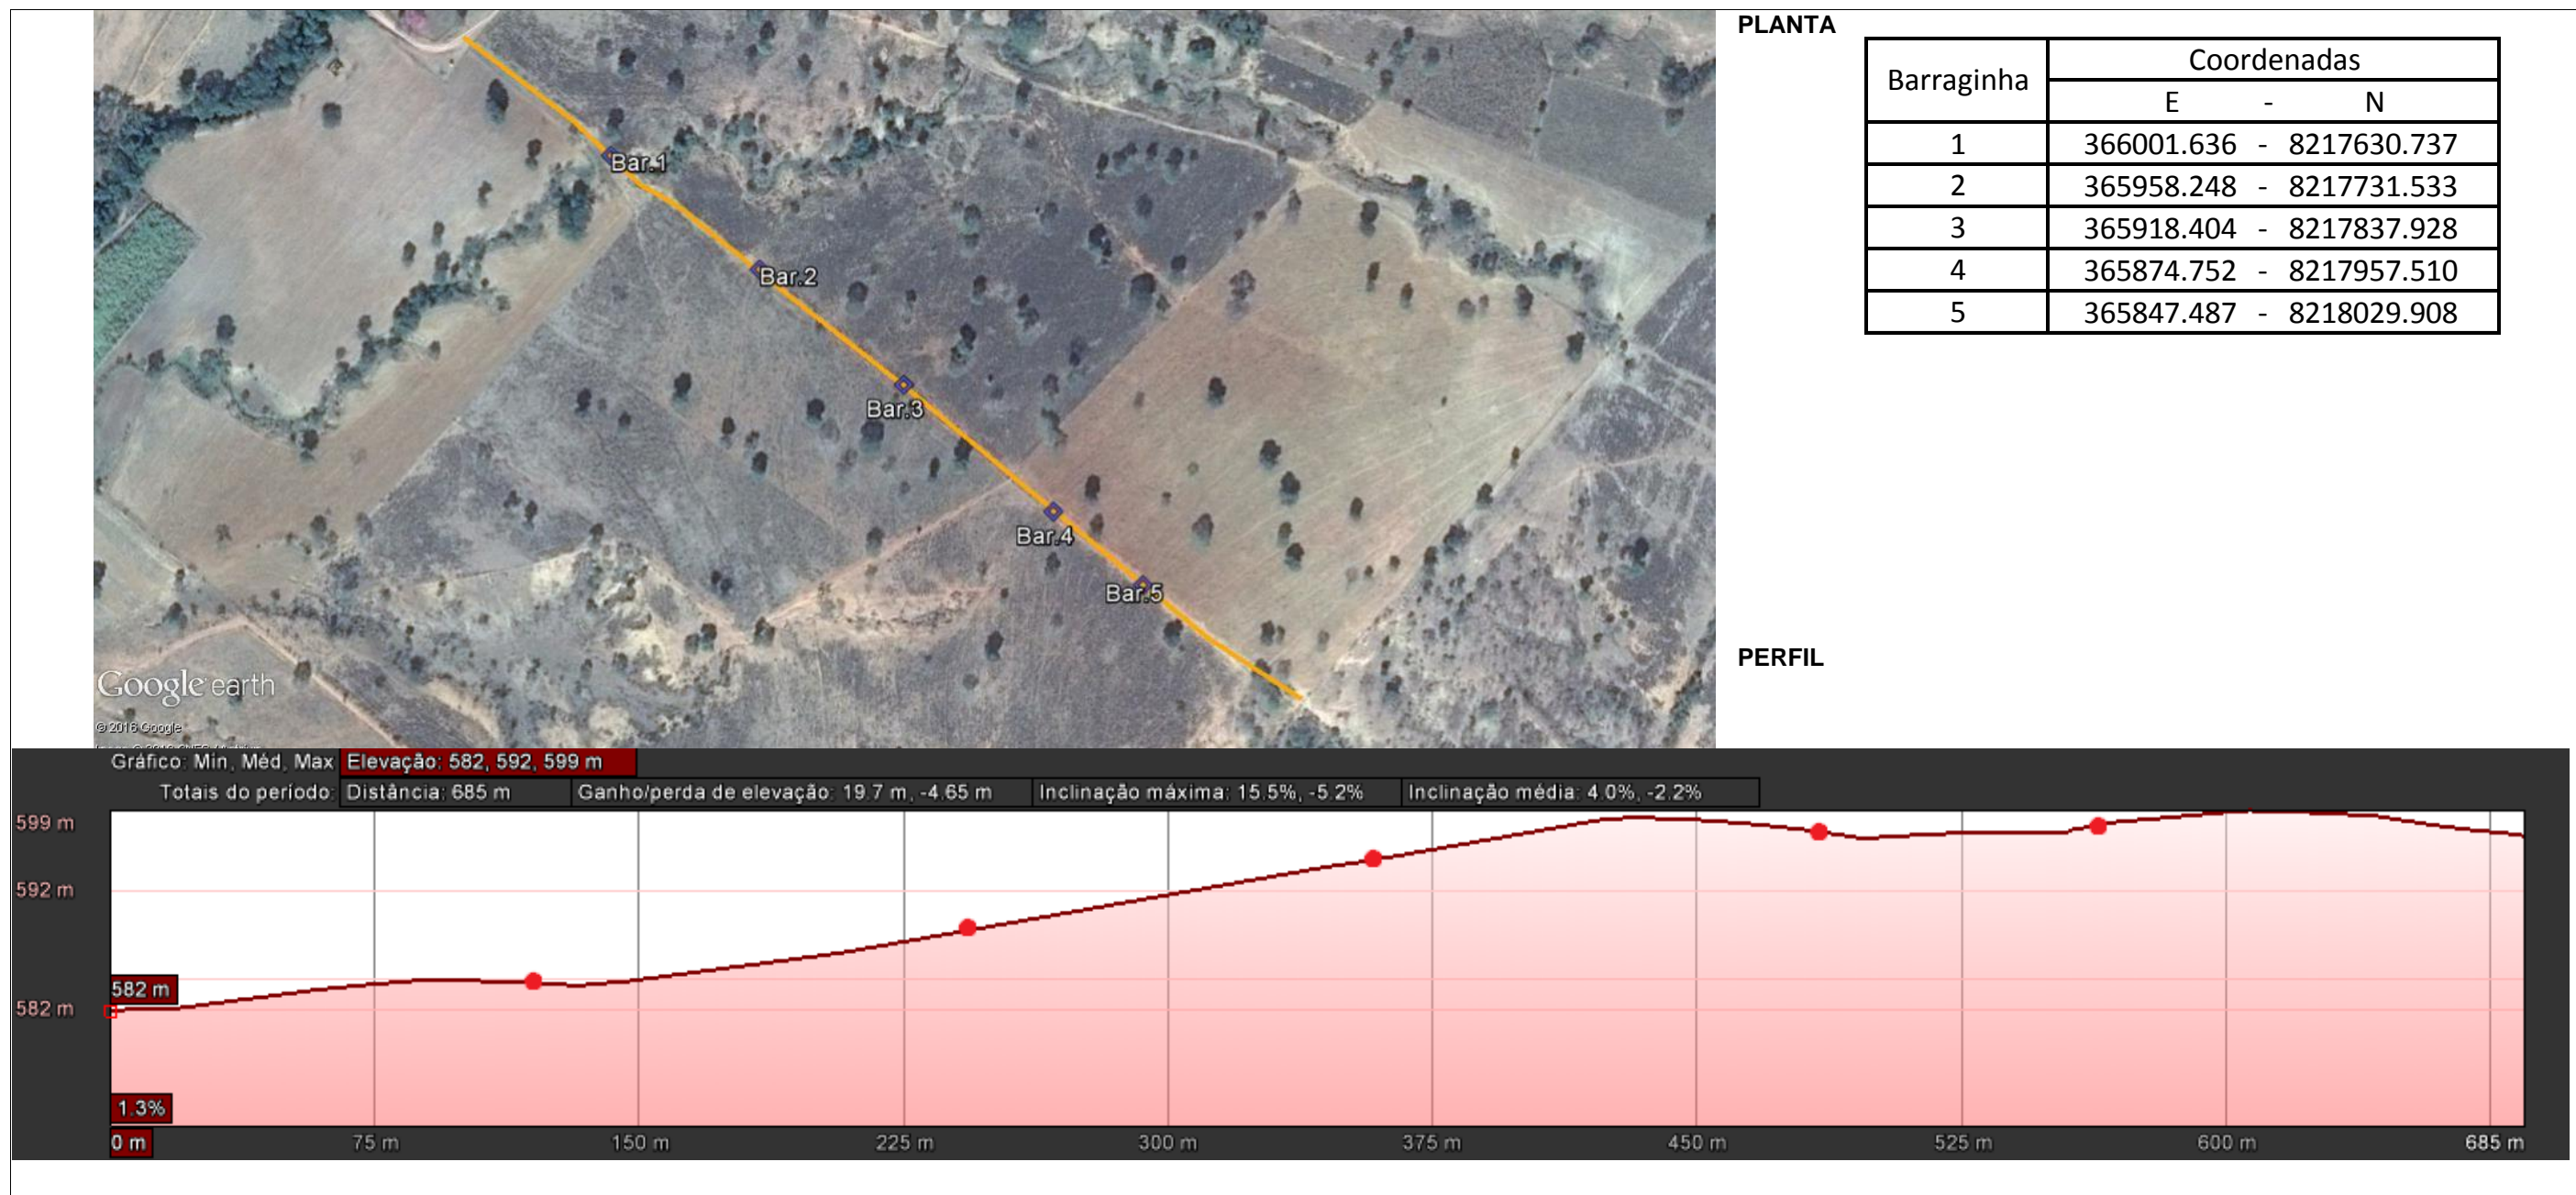 PLANTA
Barraginha
Coordenadas
E - N
1 366001.636 - 8217630.737
2 365958.248 - 8217731.533
3 365918.404 - 8217837.928
4 365874.752 - 8217957.510
5 365847.487 - 8218029.908
Bar.1
Bar.2
Bar.3
Bar.4
Bar.5
Google earth
© 2016 Google
PERFIL
Gráfico: Min, Méd, Max Elevação: 582, 592, 599 m
Totais do período: Distância: 685 m Ganho/perda de elevação: 19.7 m, -4.65 m Inclinação máxima: 15.5%, -5.2% Inclinação média: 4.0%, -2.2%
599 m
592 m
582 m
582 m
1.3%
0 m 75 m 150 m 225 m 300 m 375 m 450 m 525 m 600 m 685 m